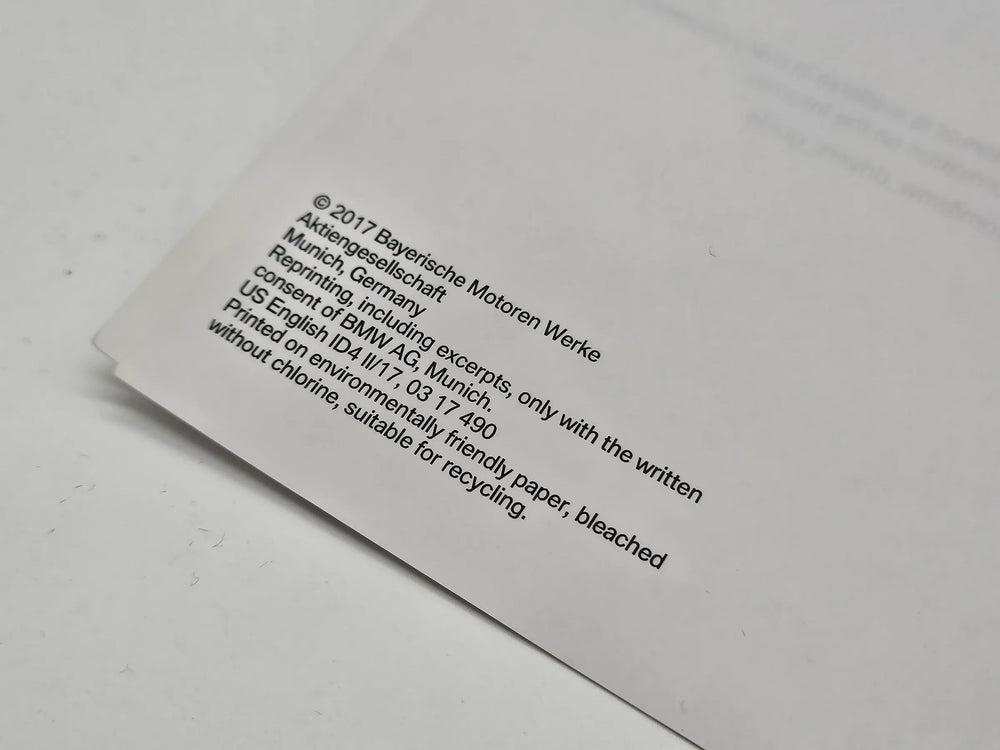 © 2017 Bayerische Motoren Werke
Aktiengesellschaft
Munich, Germany
Reprinting, including excerpts, only with the written
consent of BMW AG, Munich.
US English ID4 II/17, 03 17 490
Printed on environmentally friendly paper, bleached
without chlorine, suitable for recycling.